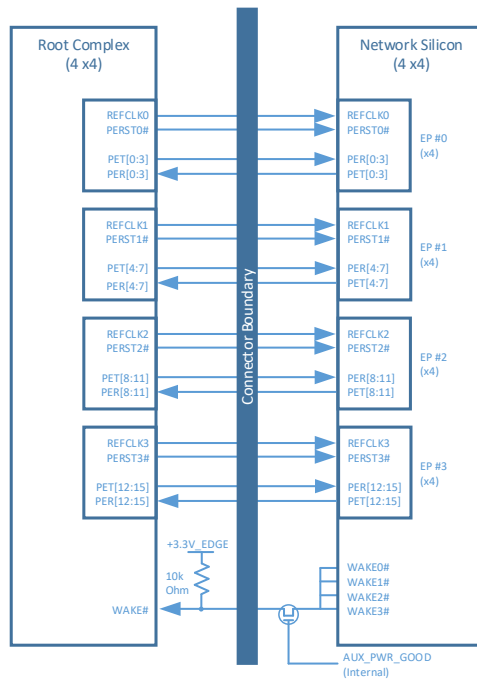 Root Complex
(4 x4)
REFCLK0
PERST0#
PET[0:3]
PER[0:3]
REFCLK1
PERST1#
PET[4:7]
PER[4:7]
REFCLK2
PERST2#
PET[8:11]
PER[8:11]
REFCLK3
PERST3#
PET[12:15]
PER[12:15]
+3.3V_EDGE
10k
Ohm
WAKE#
Connector Boundary
Network Silicon
(4 x4)
REFCLK0
PERST0#
PER[0:3]
PET[0:3]
EP #0
(x4)
REFCLK1
PERST1#
PER[4:7]
PET[4:7]
EP #1
(x4)
REFCLK2
PERST2#
PER[8:11]
PET[8:11]
EP #2
(x4)
REFCLK3
PERST3#
PER[12:15]
PET[12:15]
EP #3
(x4)
WAKE0#
WAKE1#
WAKE2#
WAKE3#
AUX_PWR_GOOD
(Internal)